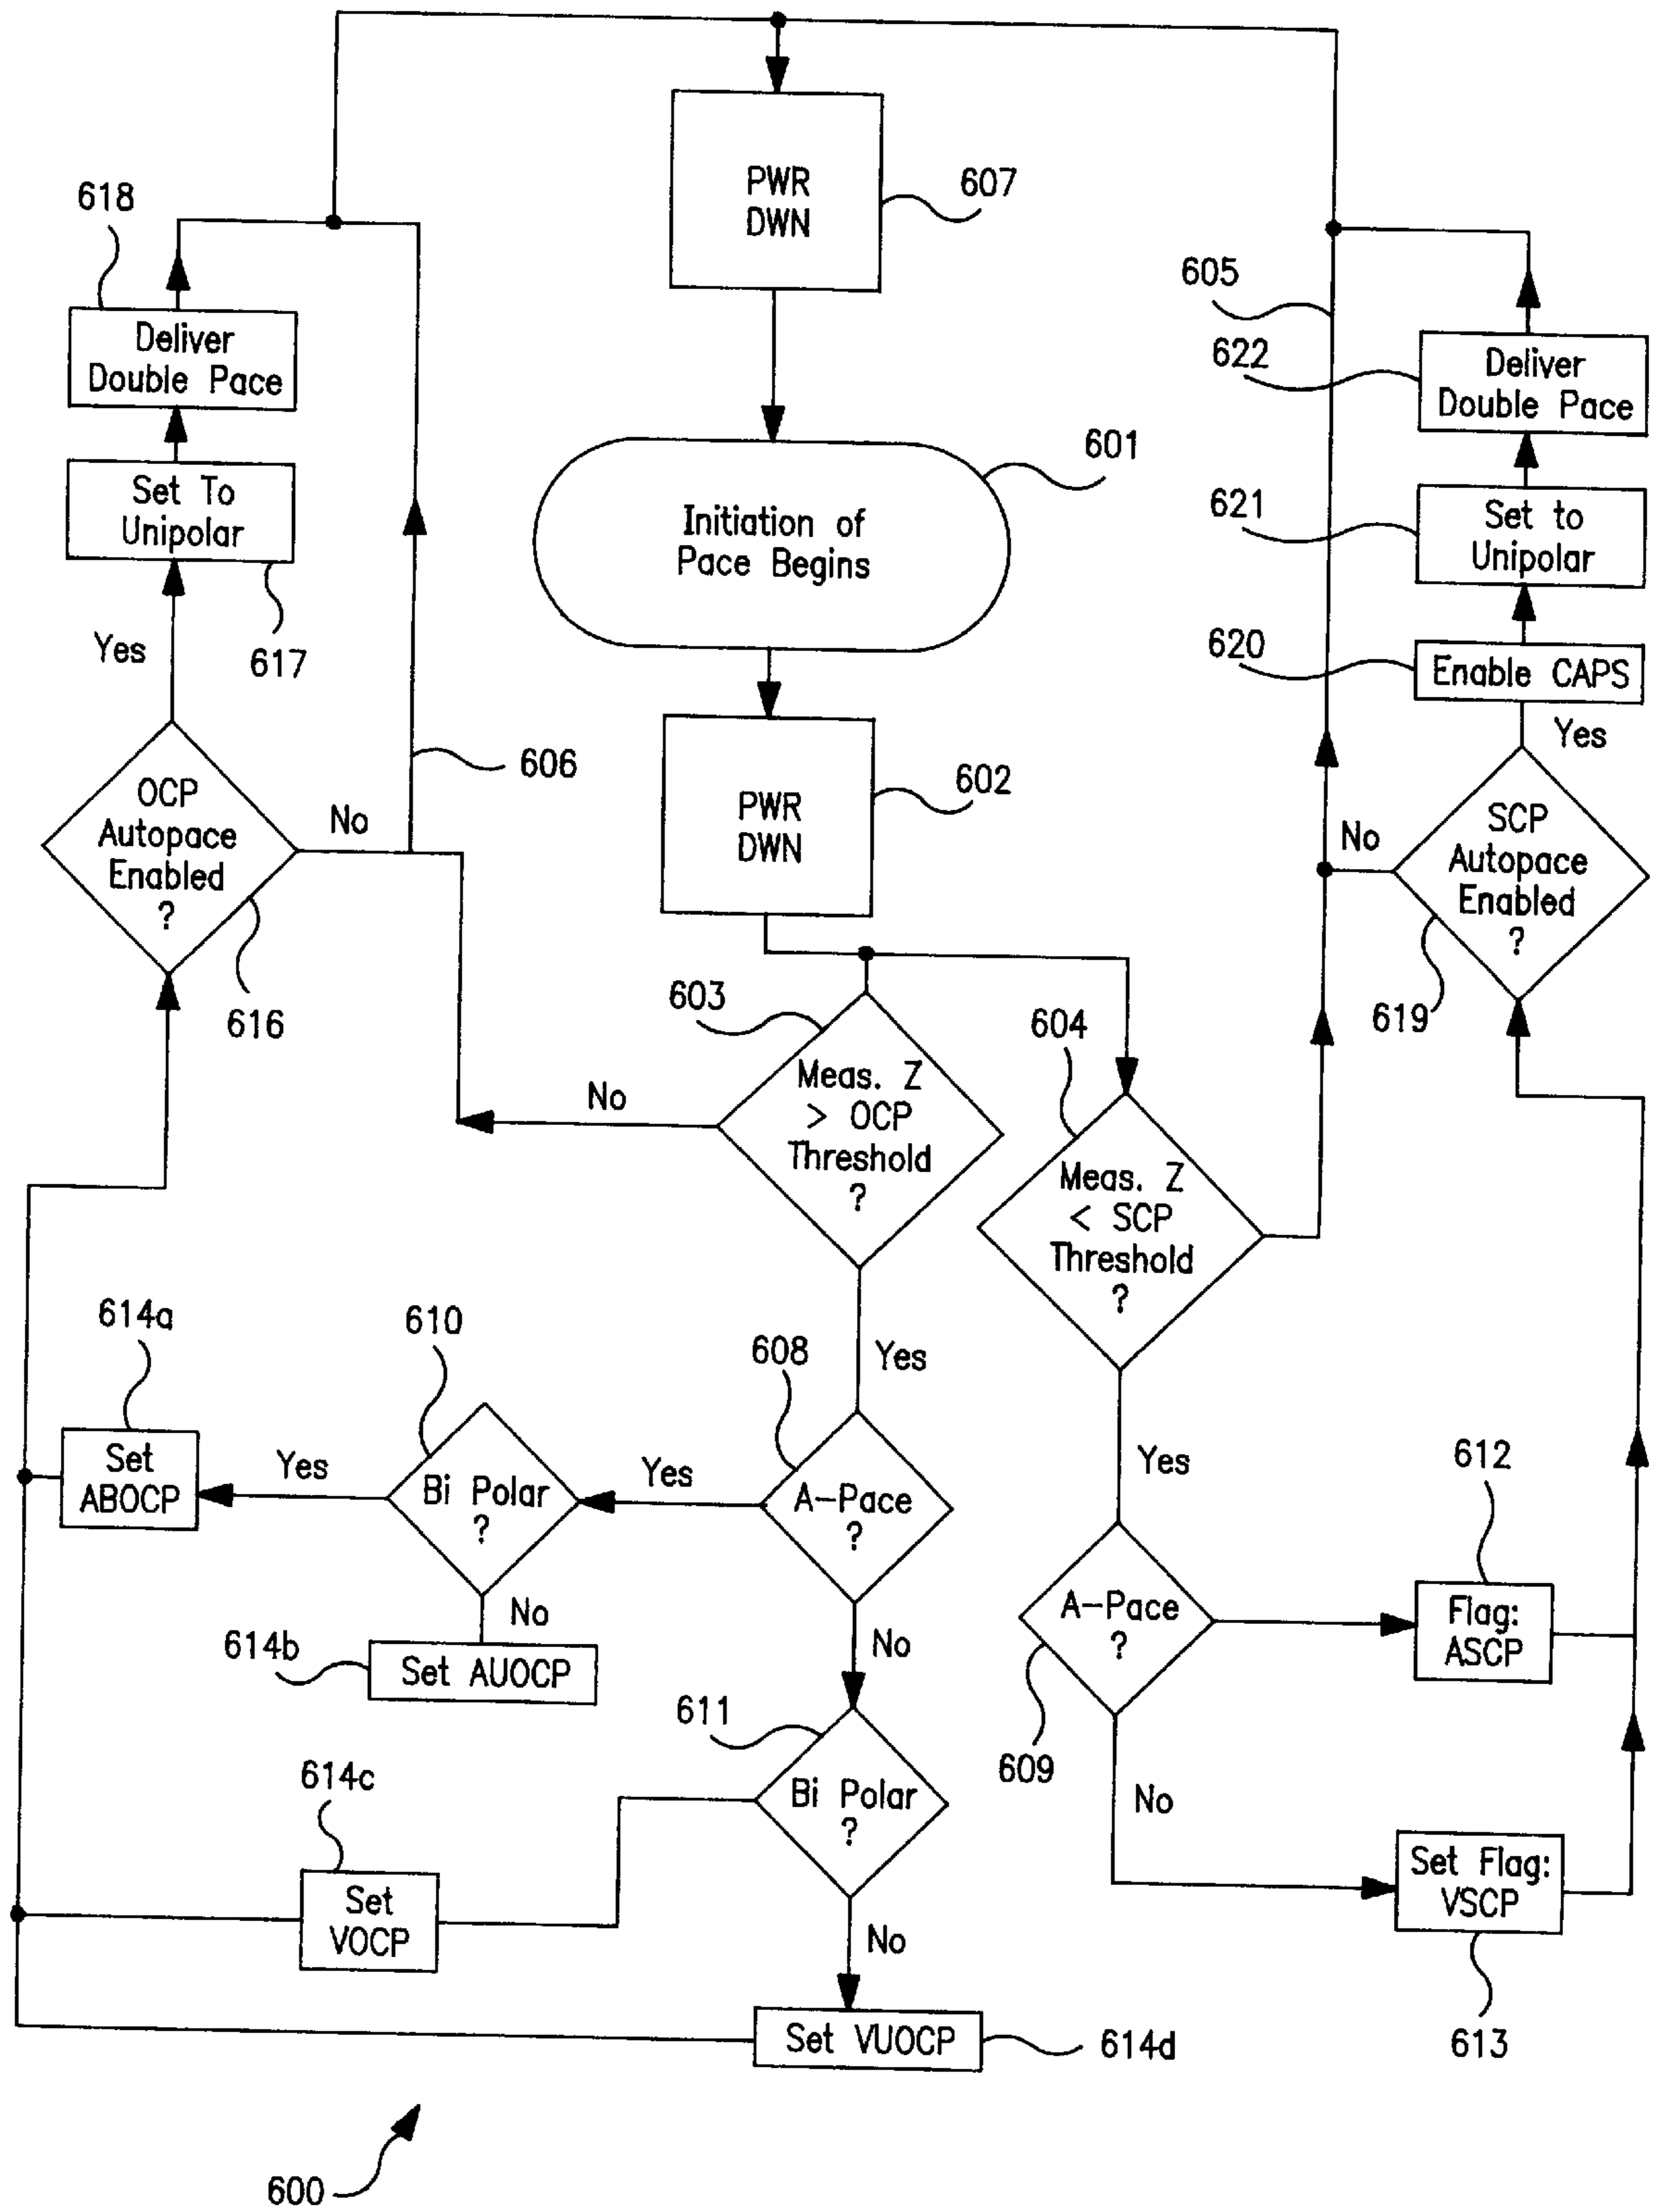 PWR
DWN
607
618
Deliver
Double Pace
605
622
Deliver
Double Pace
601
Initiation of
Pace Begins
Set To
Unipolar
617
Yes
621
Set to
Unipolar
620
Enable CAPS
Yes
606
PWR
DWN
602
OCP
Autopace
Enabled
?
No
616
No
SCP
Autopace
Enabled
?
619
603
Meas. Z
> OCP
Threshold
?
No
Yes
604
Meas. Z
< SCP
Threshold
?
Yes
614a
Set
ABOCP
Yes
610
Bi Polar
?
No
Yes
608
A-Pace
?
No
614b
Set AUOCP
609
A-Pace
?
No
612
Flag:
ASCP
611
Bi Polar
?
No
614c
Set
VOCP
Set Flag:
VSCP
613
Set VUOCP
614d
600